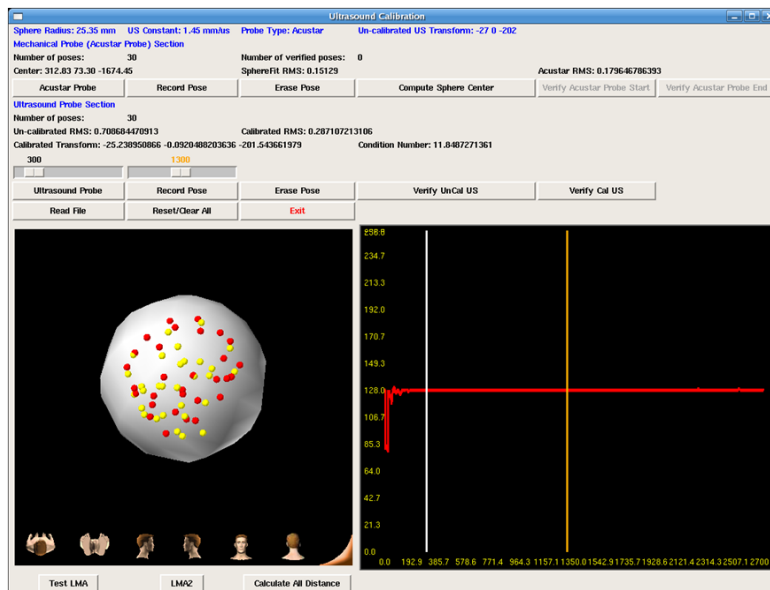 Ultrasound Calibration
Sphere Radius: 25.35 mm US Constant: 1.45 mm/us Probe Type: Acustar Un-calibrated US Transform: -27 0 -202
Mechanical Probe (Acustar Probe) Section
Number of poses: 30 Number of verified poses: 0
Center: 312.83 73.30 -1674.45 SphereFit RMS: 0.15129 Acustar RMS: 0.179646786393
Acustar Probe Record Pose Erase Pose Compute Sphere Center Verify Acustar Probe Start Verify Acustar Probe End
Ultrasound Probe Section
Number of poses: 30
Un-calibrated RMS: 0.708684470913 Calibrated RMS: 0.287107213106
Calibrated Transform: -25.238950866 -0.0920488203636 -201.543661979 Condition Number: 11.8487271361
300 1300
Ultrasound Probe Record Pose Erase Pose Verify UnCal US Verify Cal US
Read File Reset/Clear All Exit
258.8
234.7
213.3
192.0
170.7
149.3
128.0
106.7
85.3
64.0
42.7
21.3
0.0
0.0 192.9 385.7 578.6 771.4 964.3 1157.1 1350.0 1542.9 1735.7 1928.6 2121.4 2314.3 2507.1 2700
Test LMA LMA2 Calculate All Distance